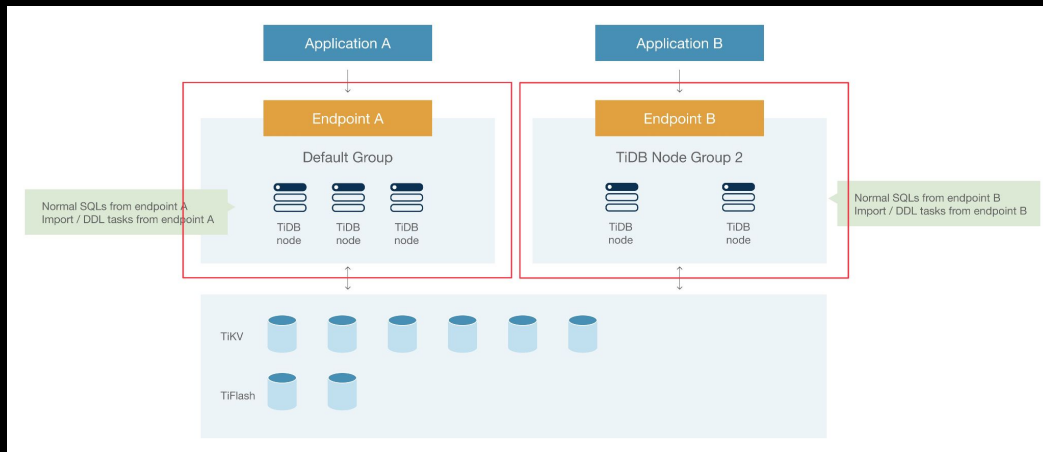 Application A
Application B
Endpoint A
Endpoint B
Default Group
TiDB Node Group 2
Normal SQLs from endpoint A
Import / DDL tasks from endpoint A
TiDB
node
TiDB
node
TiDB
node
TiDB
node
TiDB
node
Normal SQLs from endpoint B
Import / DDL tasks from endpoint B
TiKV
TiFlash